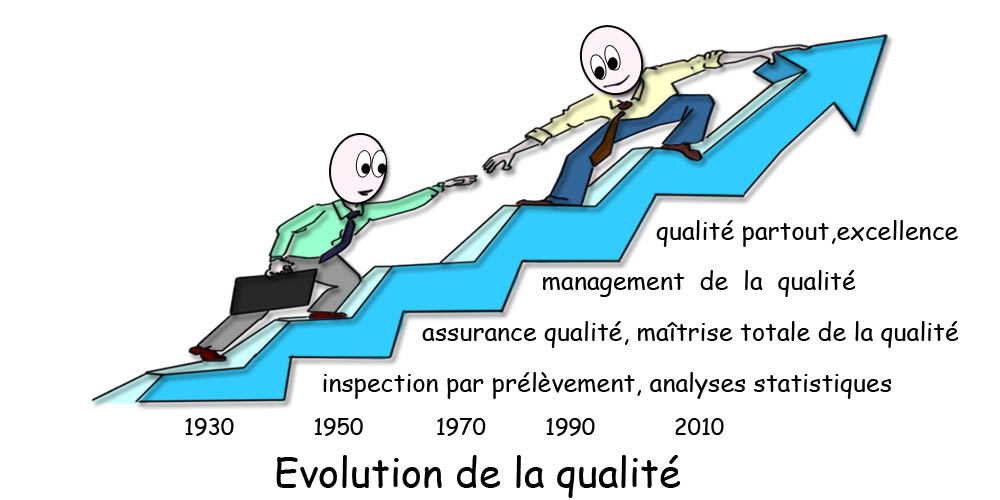 qualité partout,excellence
management de la qualité
assurance qualité, maîtrise totale de la qualité
inspection par prélèvement, analyses statistiques
1930 1950 1970 1990 2010
Evolution de la qualité